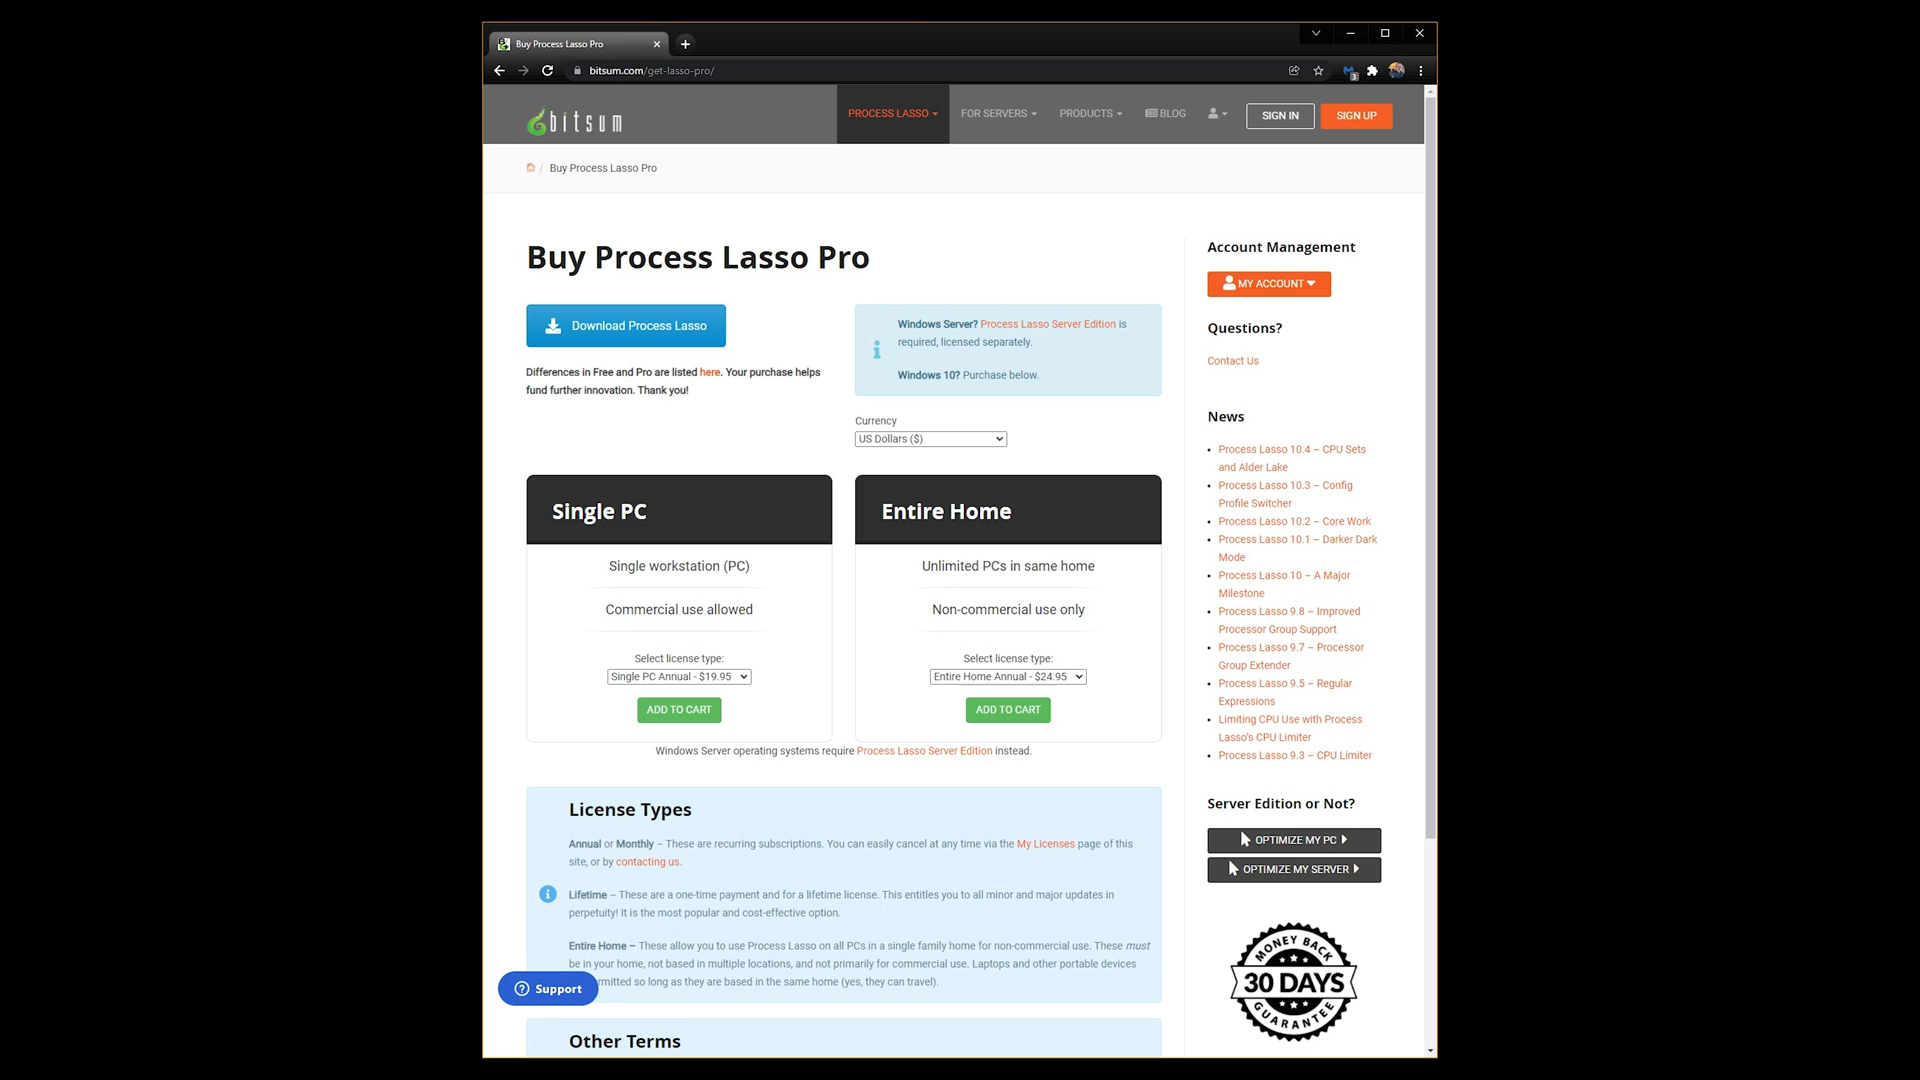 Buy Process Lasso Pro
bitsum.com/get-lasso-pro/
3
bitsum
PROCESS LASSO
FOR SERVERS
PRODUCTS
BLOG
SIGN IN
SIGN UP
/ Buy Process Lasso Pro
Buy Process Lasso Pro
Download Process Lasso
Differences in Free and Pro are listed here. Your purchase helps
fund further innovation. Thank you!
Windows Server? Process Lasso Server Edition is
required, licensed separately.
Windows 10? Purchase below.
Currency
US Dollars ($)
Single PC
Single workstation (PC)
Commercial use allowed
Select license type:
Single PC Annual - $19.95
ADD TO CART
Entire Home
Unlimited PCs in same home
Non-commercial use only
Select license type:
Entire Home Annual - $24.95
ADD TO CART
Windows Server operating systems require Process Lasso Server Edition instead.
License Types
Annual or Monthly – These are recurring subscriptions. You can easily cancel at any time via the My Licenses page of this
site, or by contacting us.
Lifetime – These are a one-time payment and for a lifetime license. This entitles you to all minor and major updates in
perpetuity! It is the most popular and cost-effective option.
Entire Home – These allow you to use Process Lasso on all PCs in a single family home for non-commercial use. These must
be in your home, not based in multiple locations, and not primarily for commercial use. Laptops and other portable devices
rmitted so long as they are based in the same home (yes, they can travel).
Support
Other Terms
Account Management
MY ACCOUNT
Questions?
Contact Us
News
Process Lasso 10.4 – CPU Sets
and Alder Lake
Process Lasso 10.3 – Config
Profile Switcher
Process Lasso 10.2 – Core Work
Process Lasso 10.1 – Darker Dark
Mode
Process Lasso 10 – A Major
Milestone
Process Lasso 9.8 – Improved
Processor Group Support
Process Lasso 9.7 – Processor
Group Extender
Process Lasso 9.5 – Regular
Expressions
Limiting CPU Use with Process
Lasso's CPU Limiter
Process Lasso 9.3 – CPU Limiter
Server Edition or Not?
OPTIMIZE MY PC
OPTIMIZE MY SERVER
MONEY BACK
30 DAYS
GUARANTEE